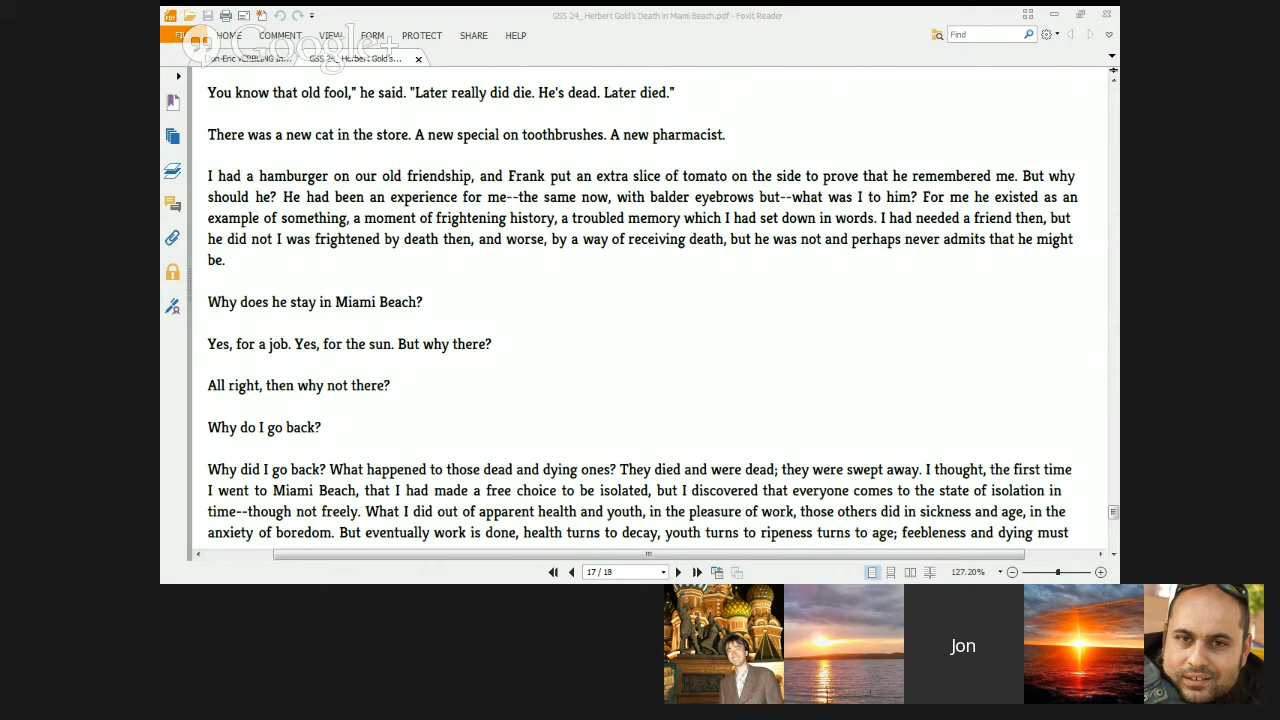 GSS 24_ Herbert Gold's Death in Miami Beach.pdf - Foxit Reader
FILE HOME COMMENT VIEW FORM PROTECT SHARE HELP
Find
Google+
GSS 24_ Herbert Gold's...
You know that old fool," he said. "Later really did die. He's dead. Later died."
There was a new cat in the store. A new special on toothbrushes. A new pharmacist.
I had a hamburger on our old friendship, and Frank put an extra slice of tomato on the side to prove that he remembered me. But why
should he? He had been an experience for me--the same now, with balder eyebrows but--what was I to him? For me he existed as an
example of something, a moment of frightening history, a troubled memory which I had set down in words. I had needed a friend then, but
he did not I was frightened by death then, and worse, by a way of receiving death, but he was not and perhaps never admits that he might
be.
Why does he stay in Miami Beach?
Yes, for a job. Yes, for the sun. But why there?
All right, then why not there?
Why do I go back?
Why did I go back? What happened to those dead and dying ones? They died and were dead; they were swept away. I thought, the first time
I went to Miami Beach, that I had made a free choice to be isolated, but I discovered that everyone comes to the state of isolation in
time--though not freely. What I did out of apparent health and youth, in the pleasure of work, those others did in sickness and age, in the
anxiety of boredom. But eventually work is done, health turns to decay, youth turns to ripeness turns to age; feebleness and dying must
17 / 18
127.20%
Jon